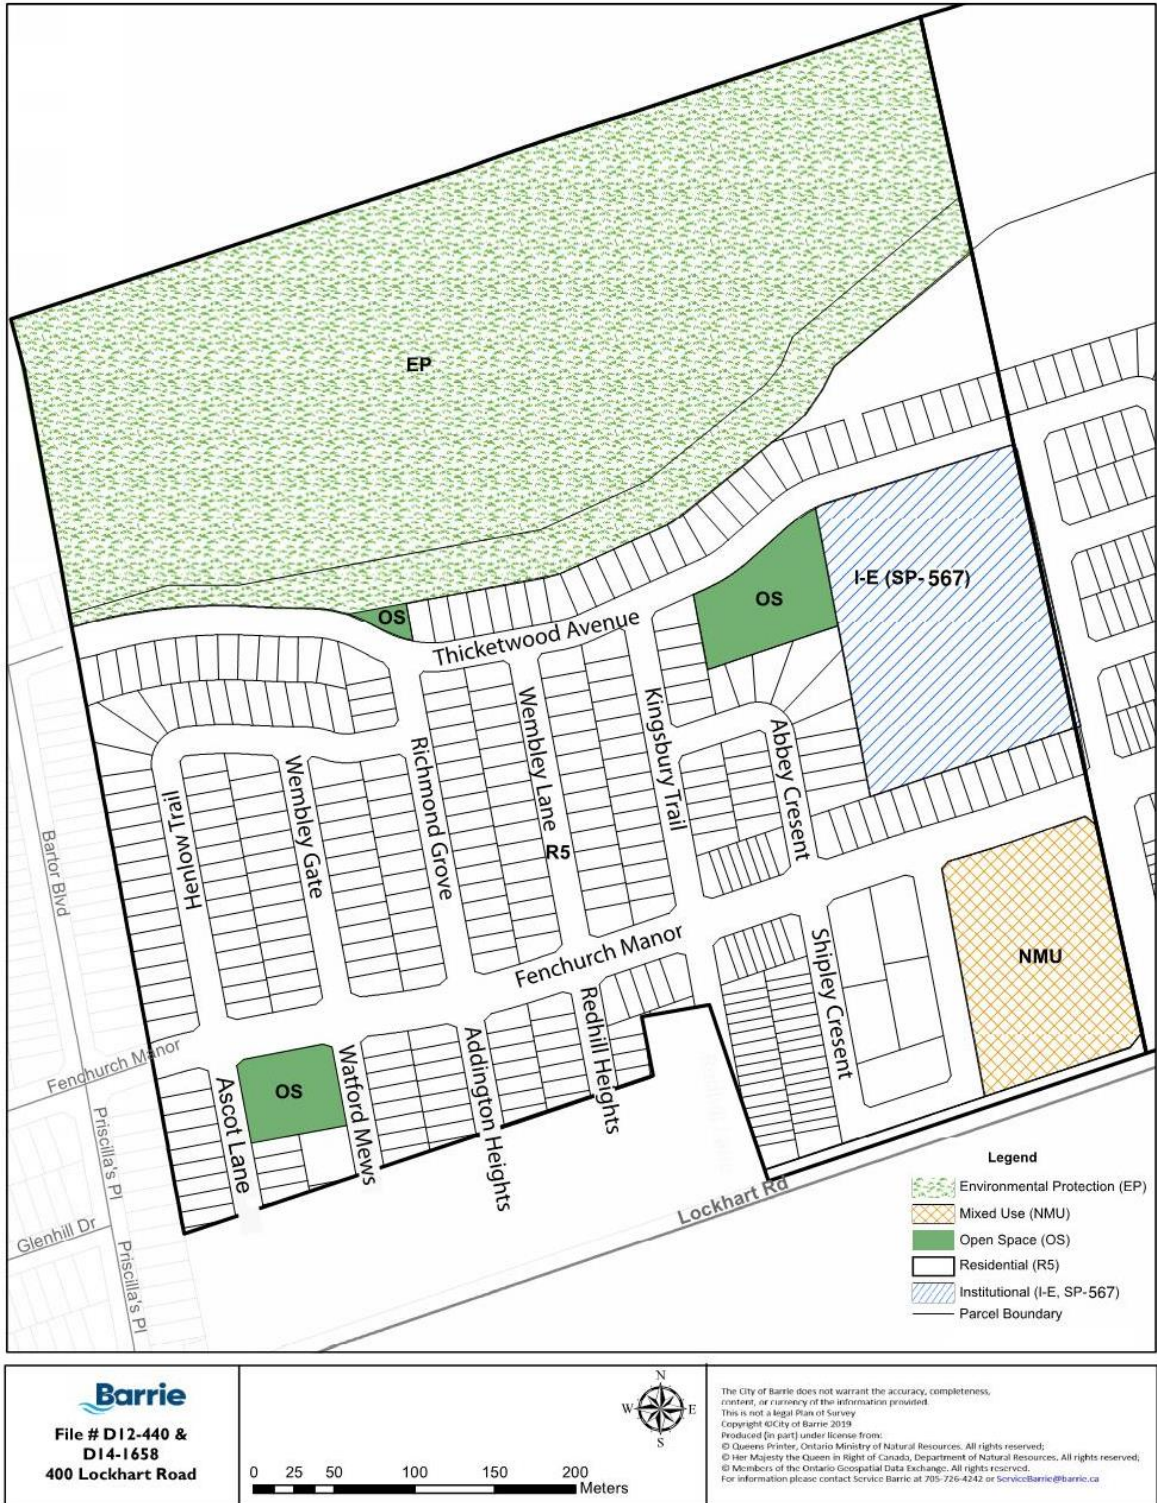 EP
OS
Thicketwood Avenue
OS
I-E (SP-567)
Henlow Trail
Wembley Gate
Richmond Grove
Wembley Lane
R5
Kingsbury Trail
Abbey Cresent
Bartor Blvd
Fenchurch Manor
Shipley Cresent
NMU
Fenchurch Manor
Ascot Lane
OS
Watford Mews
Addington Heights
Redhill Heights
Priscilla's Pl
Glenhill Dr
Priscilla's Pl
Lockhart Rd
Legend
Environmental Protection (EP)
Mixed Use (NMU)
Open Space (OS)
Residential (R5)
Institutional (I-E, SP-567)
Parcel Boundary
Barrie
File # D12-440 &
D14-1658
400 Lockhart Road
0 25 50 100 150 200
Meters
N
W E
S
The City of Barrie does not warrant the accuracy, completeness,
content, or currency of the information provided.
This is not a legal Plan of Survey
Copyright ©City of Barrie 2019
Produced (in part) under license from:
© Queens Printer, Ontario Ministry of Natural Resources. All rights reserved;
© Her Majesty the Queen in Right of Canada, Department of Natural Resources. All rights reserved;
© Members of the Ontario Geospatial Data Exchange. All rights reserved.
For information please contact Service Barrie at 705-726-4242 or ServiceBarrie@barrie.ca